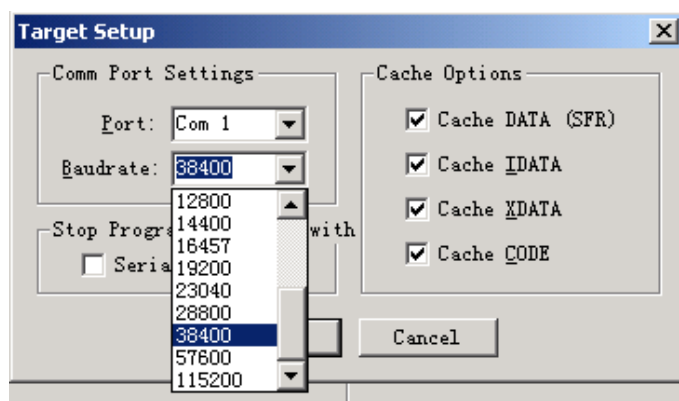 Target Setup
Comm Port Settings
Port: Com 1
Baudrate: 38400
12800
14400
16457
19200
23040
28800
38400
57600
115200
Stop Progr with
Seria
Cache Options
Cache DATA (SFR)
Cache IDATA
Cache XDATA
Cache CODE
Cancel